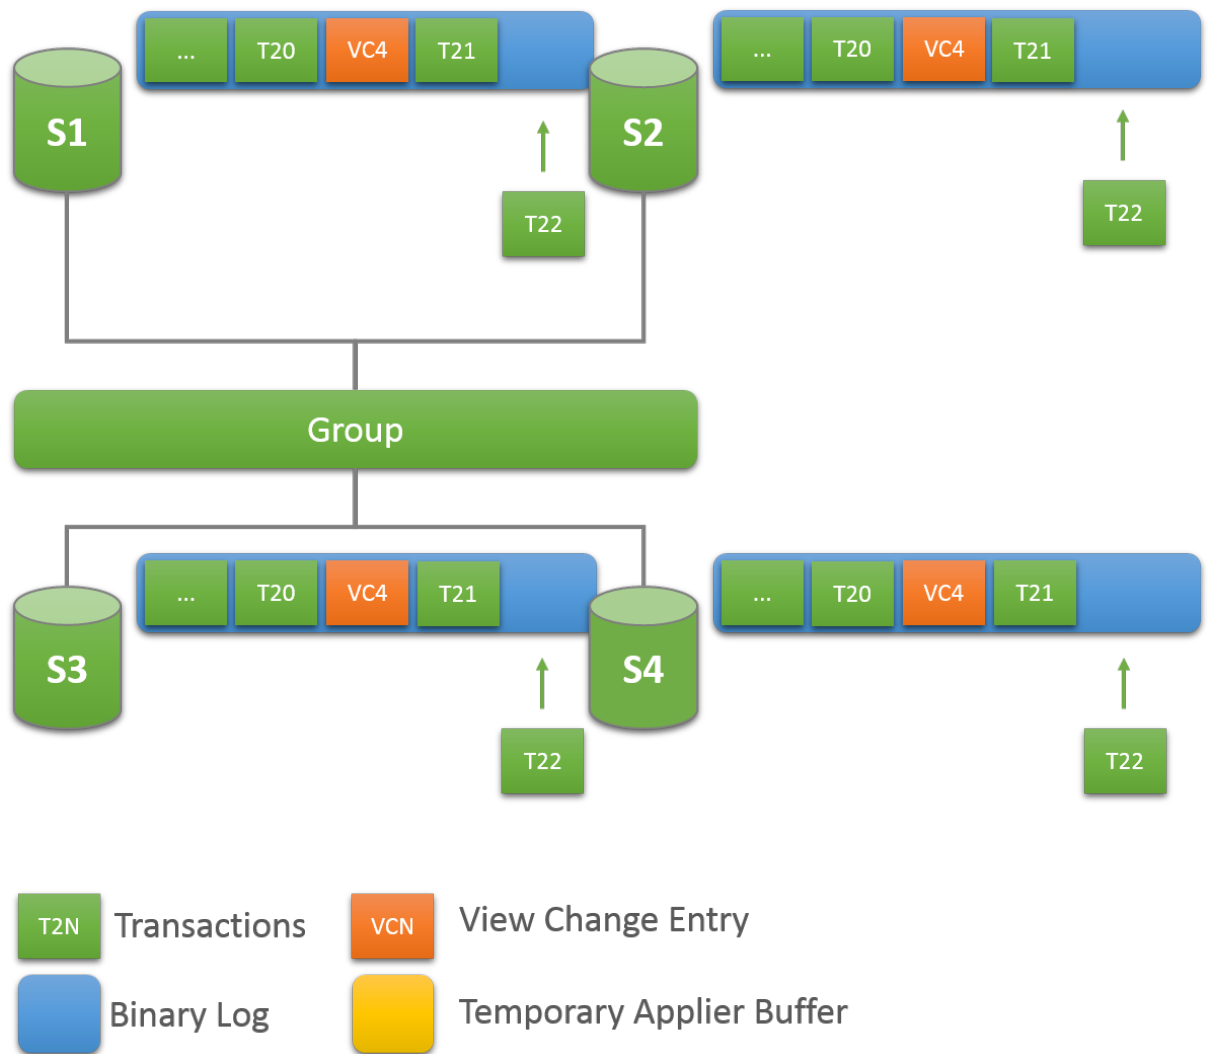 ... T20 VC4 T21
... T20 VC4 T21
S1
S2
T22
T22
Group
... T20 VC4 T21
... T20 VC4 T21
S3
S4
T22
T22
T2N Transactions
VCN View Change Entry
Binary Log
Temporary Applier Buffer